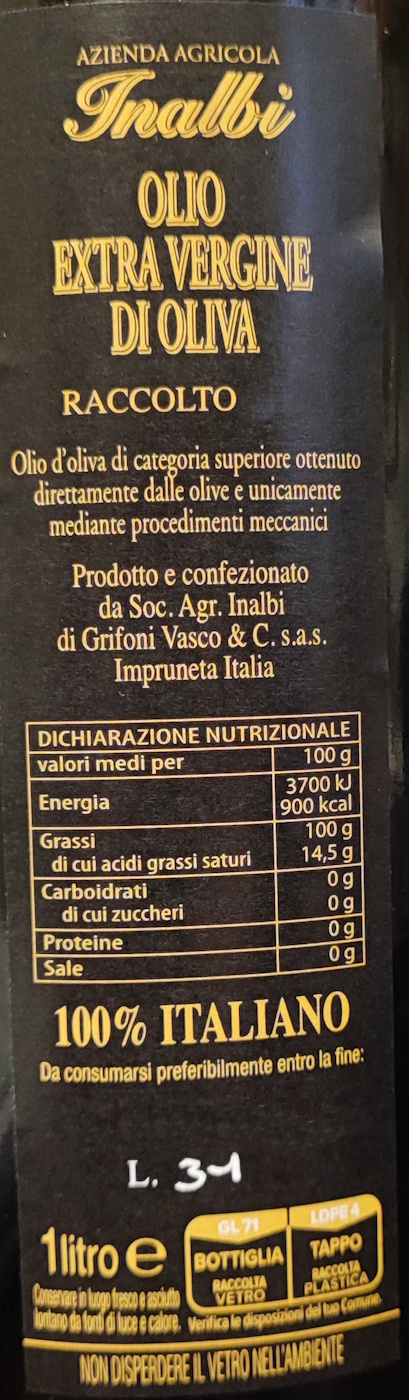 AZIENDA AGRICOLA
Inalbi
OLIO
EXTRA VERGINE
DI OLIVA
RACCOLTO
Olio d'oliva di categoria superiore ottenuto
direttamente dalle olive e unicamente
mediante procedimenti meccanici
Prodotto e confezionato
da Soc. Agr. Inalbi
di Grifoni Vasco & C. s.a.s.
Impruneta Italia
DICHIARAZIONE NUTRIZIONALE
valori medi per 100 g
Energia 3700 kJ
900 kcal
Grassi 100 g
di cui acidi grassi saturi 14,5 g
Carboidrati 0 g
di cui zuccheri 0 g
Proteine 0 g
Sale 0 g
100% ITALIANO
Da consumarsi preferibilmente entro la fine:
L. 31
1 litro e
GL 71
BOTTIGLIA
RACCOLTA
VETRO
LDPE 4
TAPPO
RACCOLTA
PLASTICA
Conservare in luogo fresco e asciutto
lontano da fonti di luce e calore. Verifica le disposizioni del tuo Comune.
NON DISPERDERE IL VETRO NELL'AMBIENTE